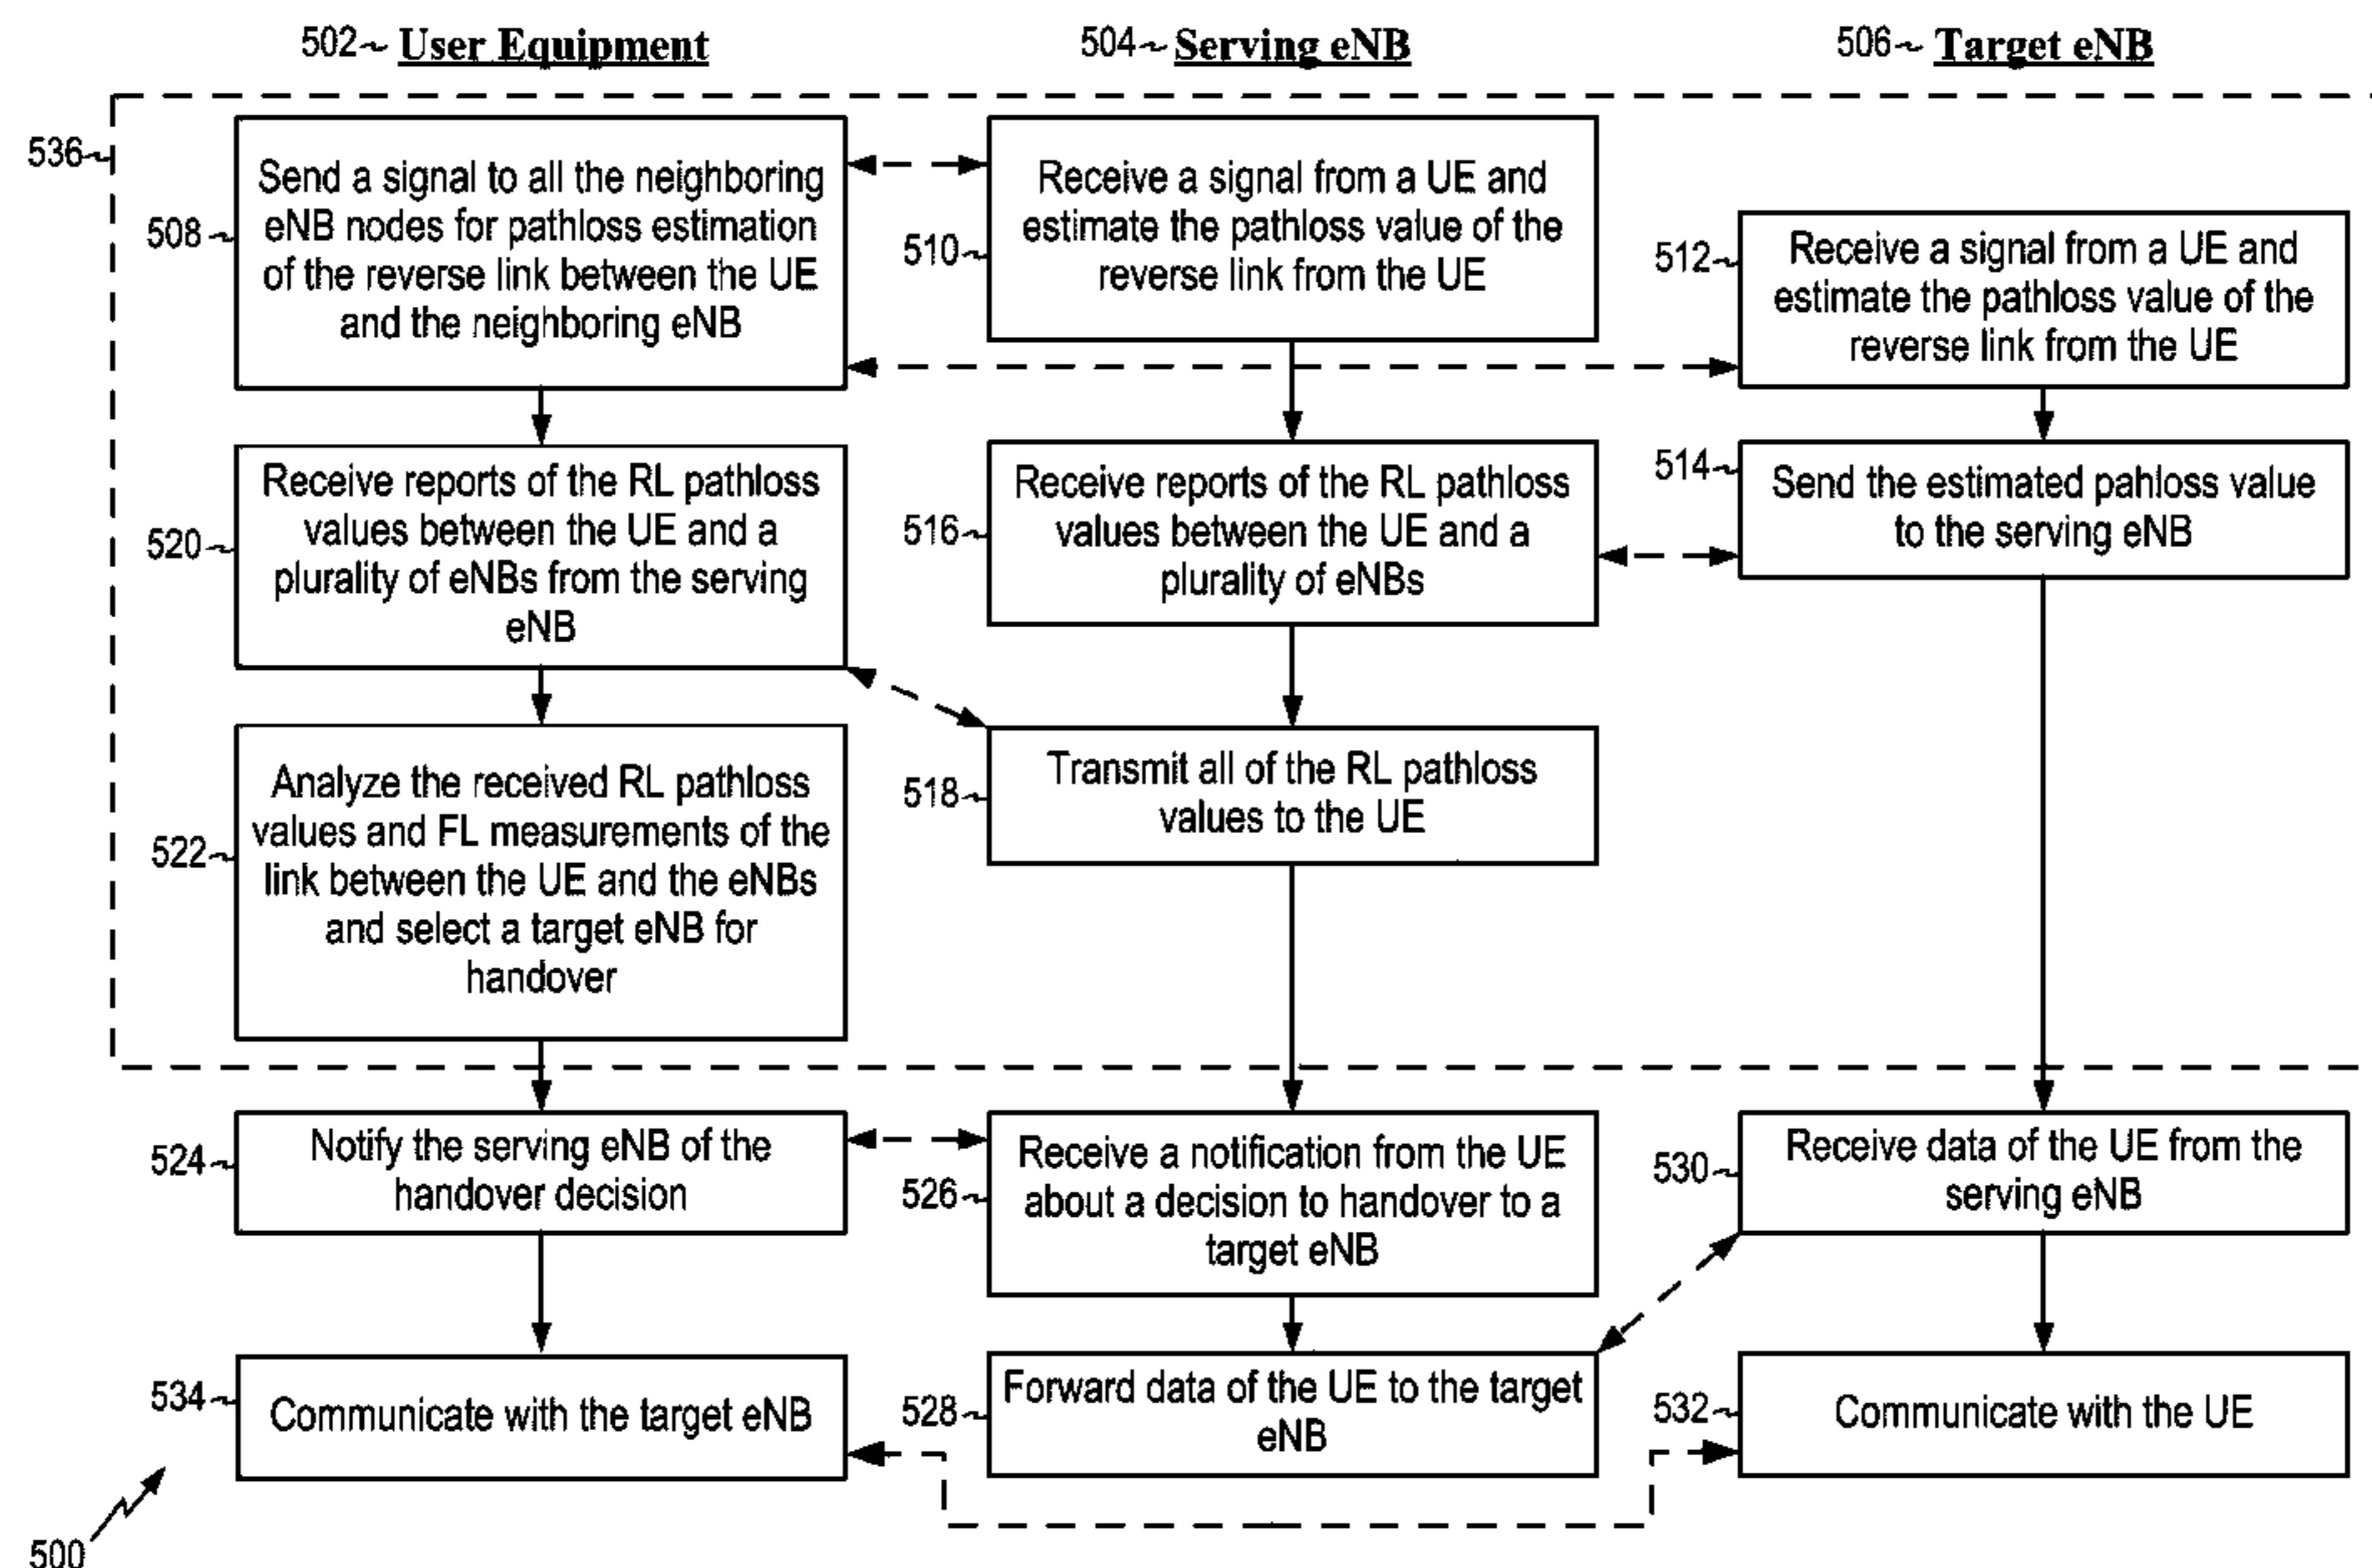 502 User Equipment
504 Serving eNB
506 Target eNB
536
508
Send a signal to all the neighboring
eNB nodes for pathloss estimation
of the reverse link between the UE
and the neighboring eNB
510
Receive a signal from a UE and
estimate the pathloss value of the
reverse link from the UE
512
Receive a signal from a UE and
estimate the pathloss value of the
reverse link from the UE
520
Receive reports of the RL pathloss
values between the UE and a
plurality of eNBs from the serving
eNB
516
Receive reports of the RL pathloss
values between the UE and a
plurality of eNBs
514
Send the estimated pahloss value
to the serving eNB
522
Analyze the received RL pathloss
values and FL measurements of the
link between the UE and the eNBs
and select a target eNB for
handover
518
Transmit all of the RL pathloss
values to the UE
524
Notify the serving eNB of the
handover decision
526
Receive a notification from the UE
about a decision to handover to a
target eNB
530
Receive data of the UE from the
serving eNB
534
Communicate with the target eNB
528
Forward data of the UE to the target
eNB
532
Communicate with the UE
500